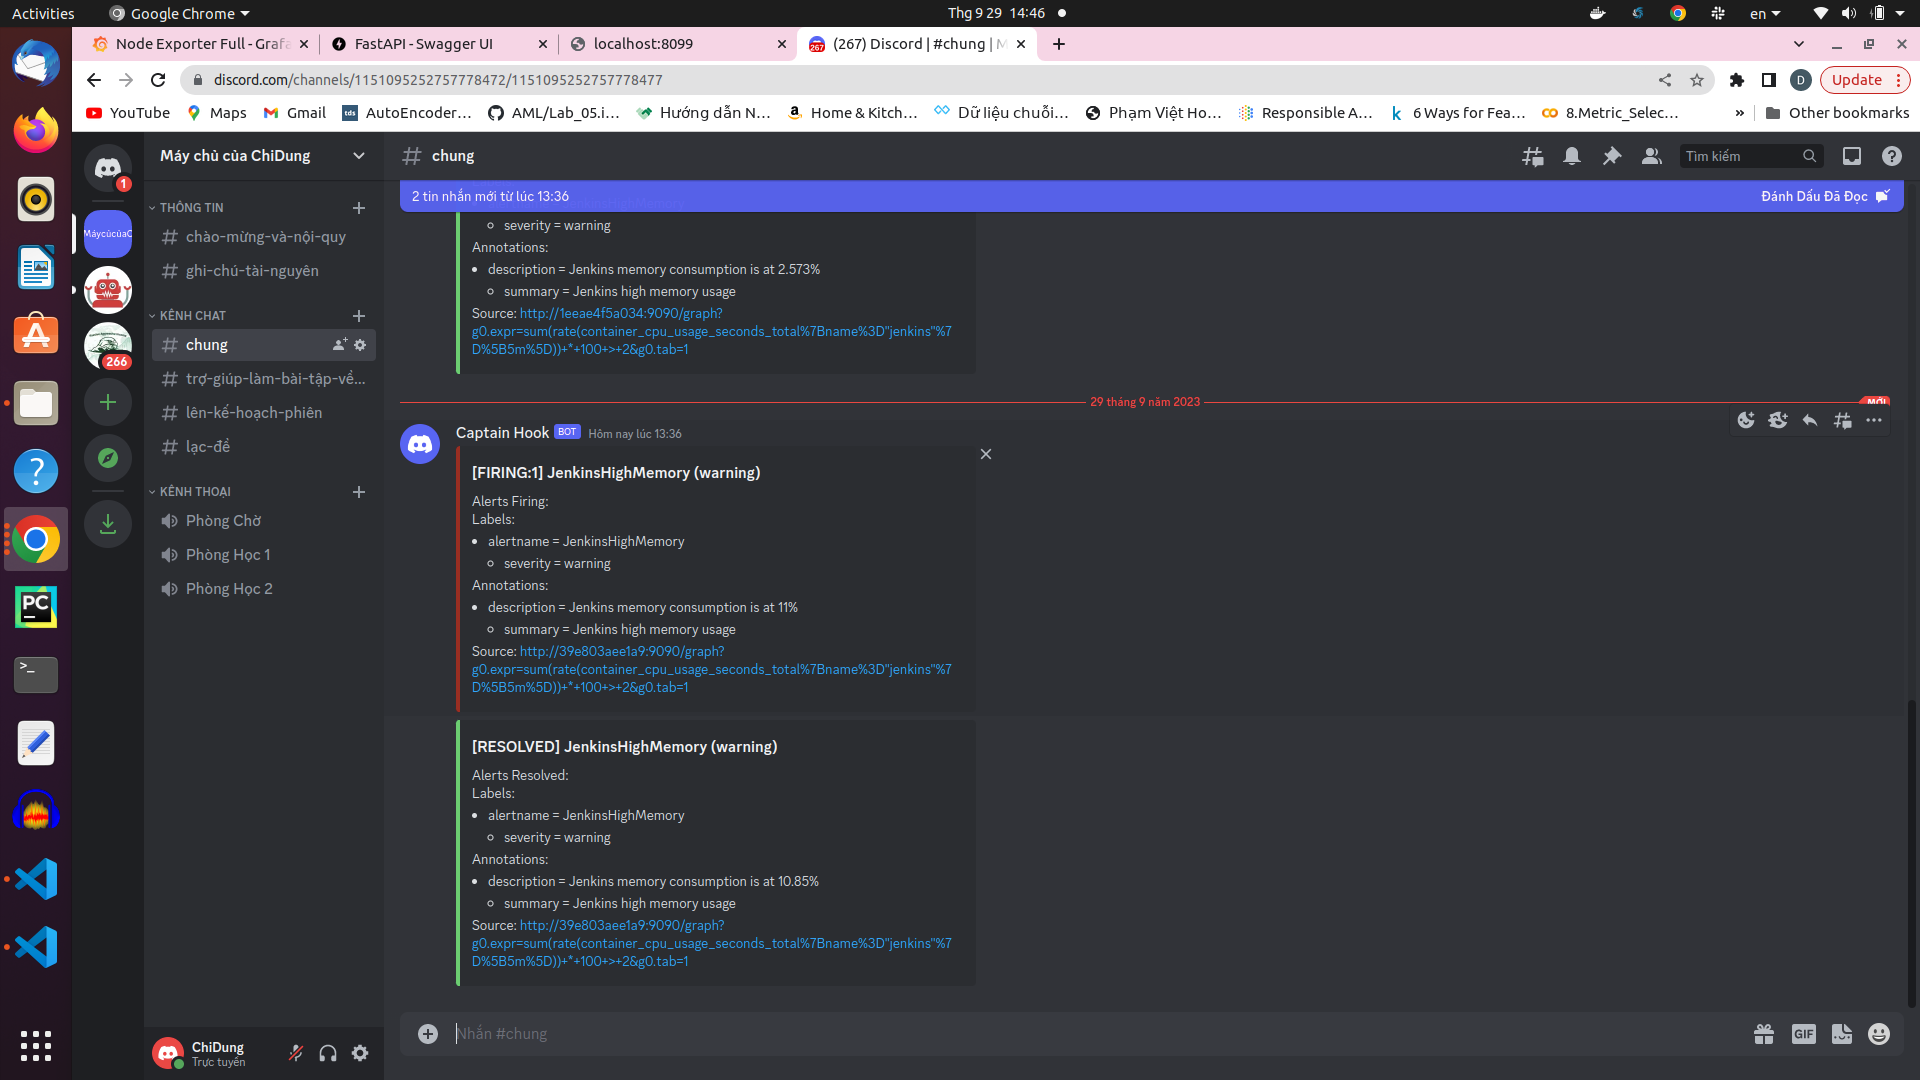 Activities
Google Chrome
Thg 9 29 14:46
en
Node Exporter Full - Grafa
FastAPI - Swagger UI
localhost:8099
(267) Discord | #chung | M
discord.com/channels/1151095252757778472/1151095252757778477
D
Update
YouTube
Maps
Gmail
tds
AutoEncoder...
AML/Lab_05.i...
Hướng dẫn N...
Home & Kitch...
Dữ liệu chuỗi...
Phạm Việt Ho...
Responsible A...
6 Ways for Fea...
8.Metric_Selec...
Other bookmarks
Máy chủ của ChiDung
chung
Tìm kiếm
1
2 tin nhắn mới từ lúc 13:36
Đánh Dấu Đã Đọc
266
THÔNG TIN
chào-mừng-và-nội-quy
ghi-chú-tài-nguyên
KÊNH CHAT
chung
trợ-giúp-làm-bài-tập-về...
lên-kế-hoạch-phiên
lạc-đề
KÊNH THOẠI
Phòng Chờ
Phòng Học 1
Phòng Học 2
severity = warning
Annotations:
description = Jenkins memory consumption is at 2.573%
summary = Jenkins high memory usage
Source: http://1eeae4f5a034:9090/graph?
g0.expr=sum(rate(container_cpu_usage_seconds_total%7Bname%3D"jenkins"%7
D%5B5m%5D))+*+100+>+2&g0.tab=1
29 tháng 9 năm 2023
MỚI
Captain Hook BOT Hôm nay lúc 13:36
[FIRING:1] JenkinsHighMemory (warning)
Alerts Firing:
Labels:
alertname = JenkinsHighMemory
severity = warning
Annotations:
description = Jenkins memory consumption is at 11%
summary = Jenkins high memory usage
Source: http://39e803aee1a9:9090/graph?
g0.expr=sum(rate(container_cpu_usage_seconds_total%7Bname%3D"jenkins"%7
D%5B5m%5D))+*+100+>+2&g0.tab=1
[RESOLVED] JenkinsHighMemory (warning)
Alerts Resolved:
Labels:
alertname = JenkinsHighMemory
severity = warning
Annotations:
description = Jenkins memory consumption is at 10.85%
summary = Jenkins high memory usage
Source: http://39e803aee1a9:9090/graph?
g0.expr=sum(rate(container_cpu_usage_seconds_total%7Bname%3D"jenkins"%7
D%5B5m%5D))+*+100+>+2&g0.tab=1
Nhắn #chung
GIF
ChiDung
Trực tuyến
PC